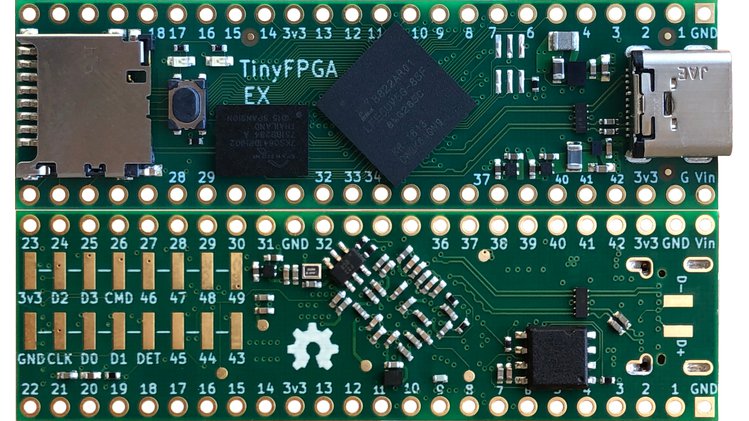 18 17 16 15 14 3v3 13 12 11 10 9 8 7 6 5 4 3 2 1 GND
TinyFPGA
EX
JAE
THAILAND
SPANSION
28 29 32 33 34 37 40 41 42 3v3 G Vin
23 24 25 26 27 28 29 30 31 GND 32 36 37 38 39 40 41 42 3v3 GND Vin
3v3 D2 D3 CMD 46 47 48 49
D-
GND CLK D0 D1 DET 45 44 43
D+
22 21 20 19 18 17 16 15 14 3v3 13 12 11 10 9 8 6 5 4 3 2 1 GND